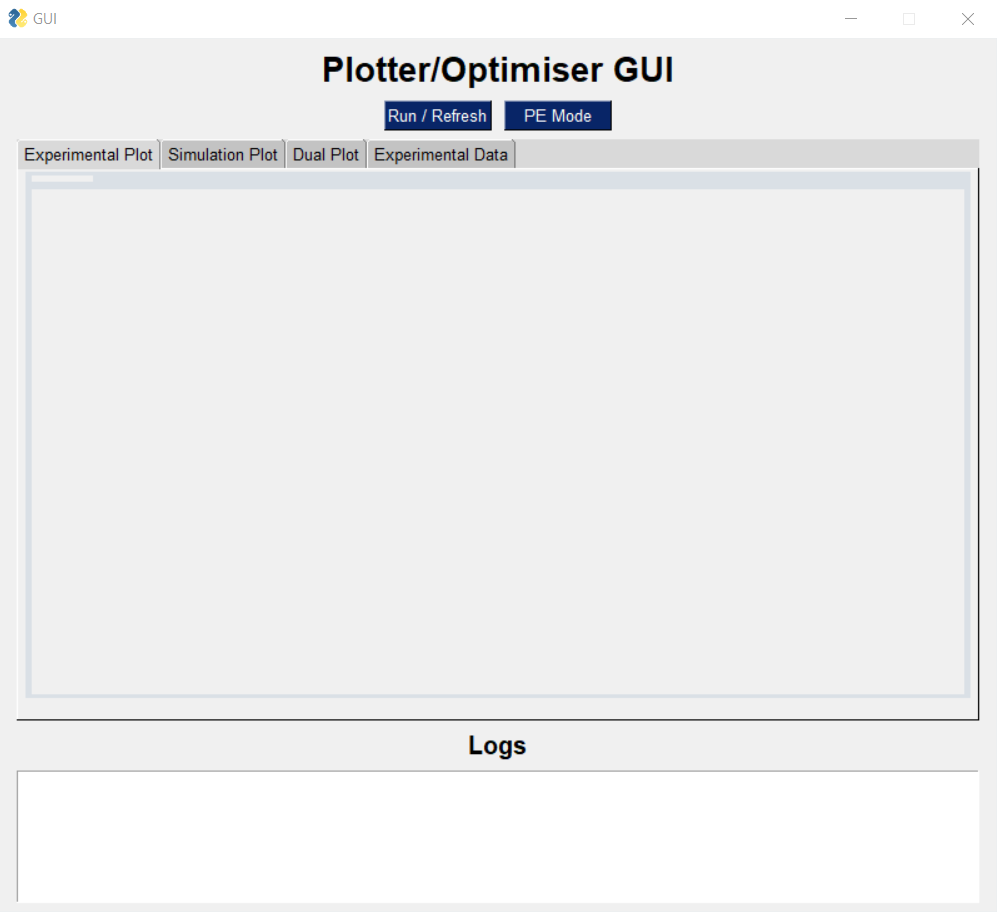 GUI
Plotter/Optimiser GUI
Run / Refresh PE Mode
Experimental Plot Simulation Plot Dual Plot Experimental Data
Logs